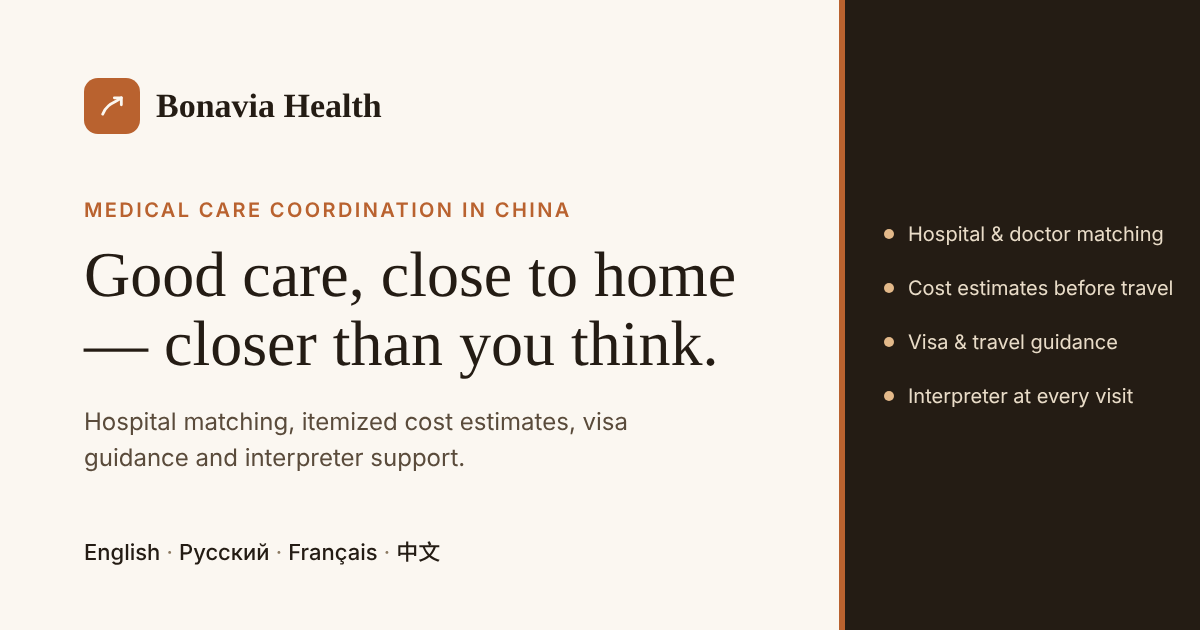 Bonavia Health
MEDICAL CARE COORDINATION IN CHINA
Good care, close to home
— closer than you think.
Hospital matching, itemized cost estimates, visa
guidance and interpreter support.
English · Русский · Français · 中文
Hospital & doctor matching
Cost estimates before travel
Visa & travel guidance
Interpreter at every visit